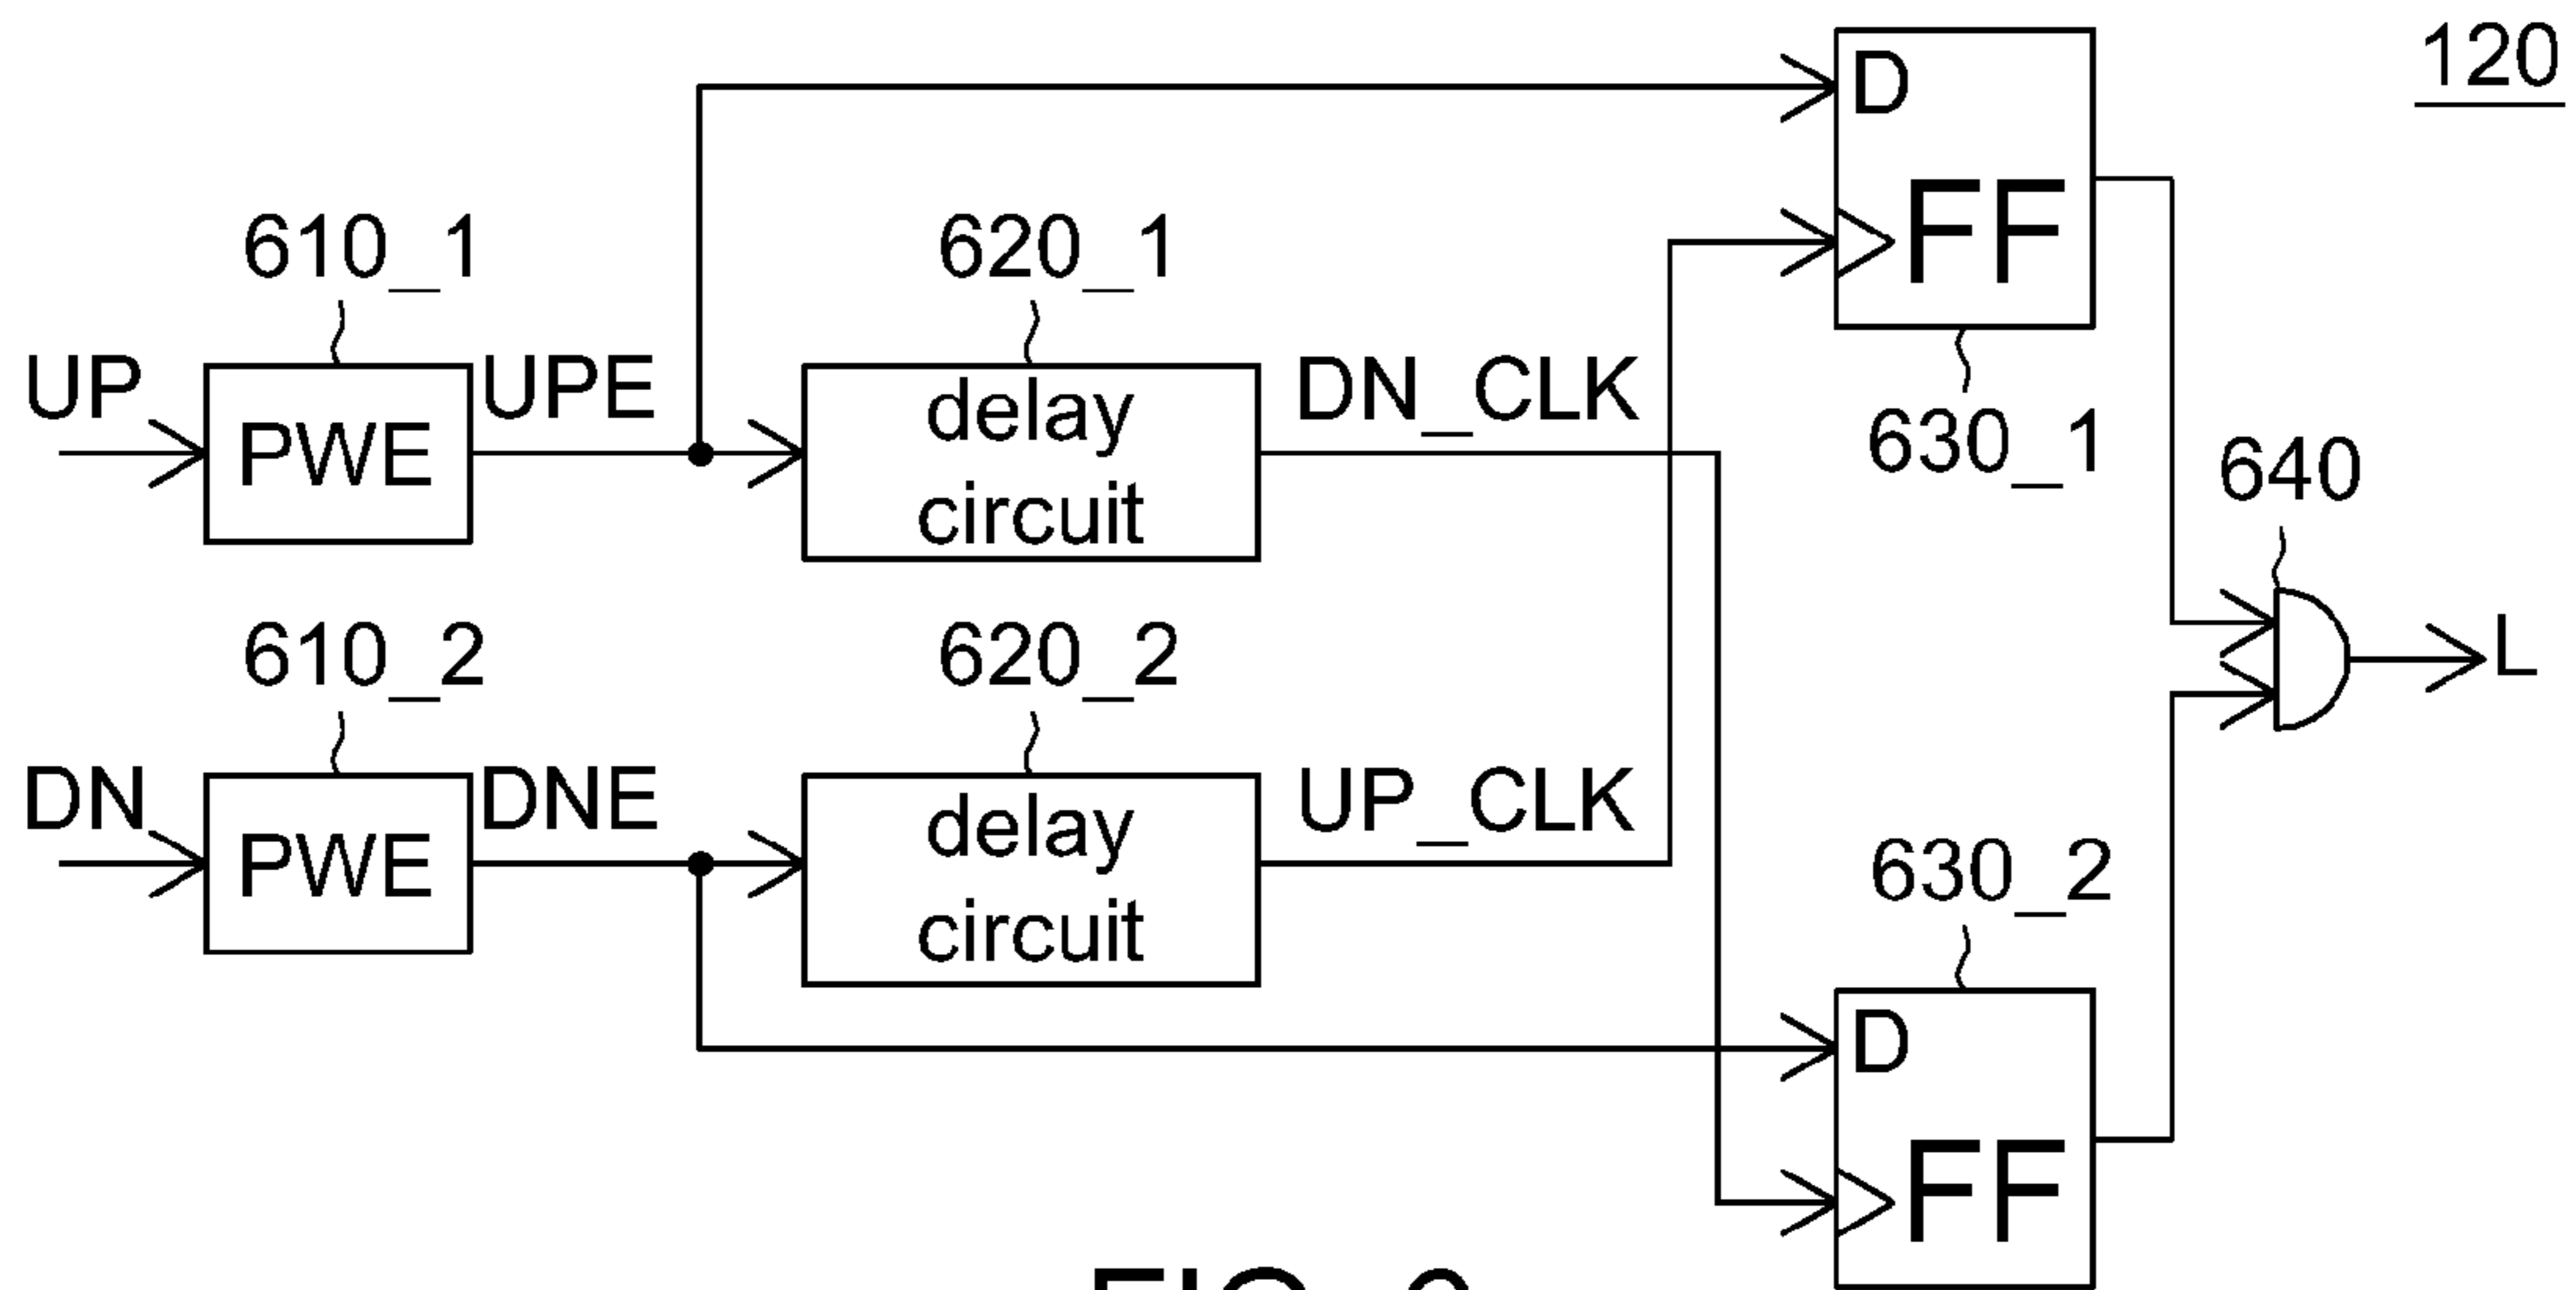 120
D
FF
630_1
610_1
620_1
UP
PWE
UPE
delay
circuit
DN_CLK
640
L
610_2
620_2
DN
PWE
DNE
delay
circuit
UP_CLK
630_2
D
FF